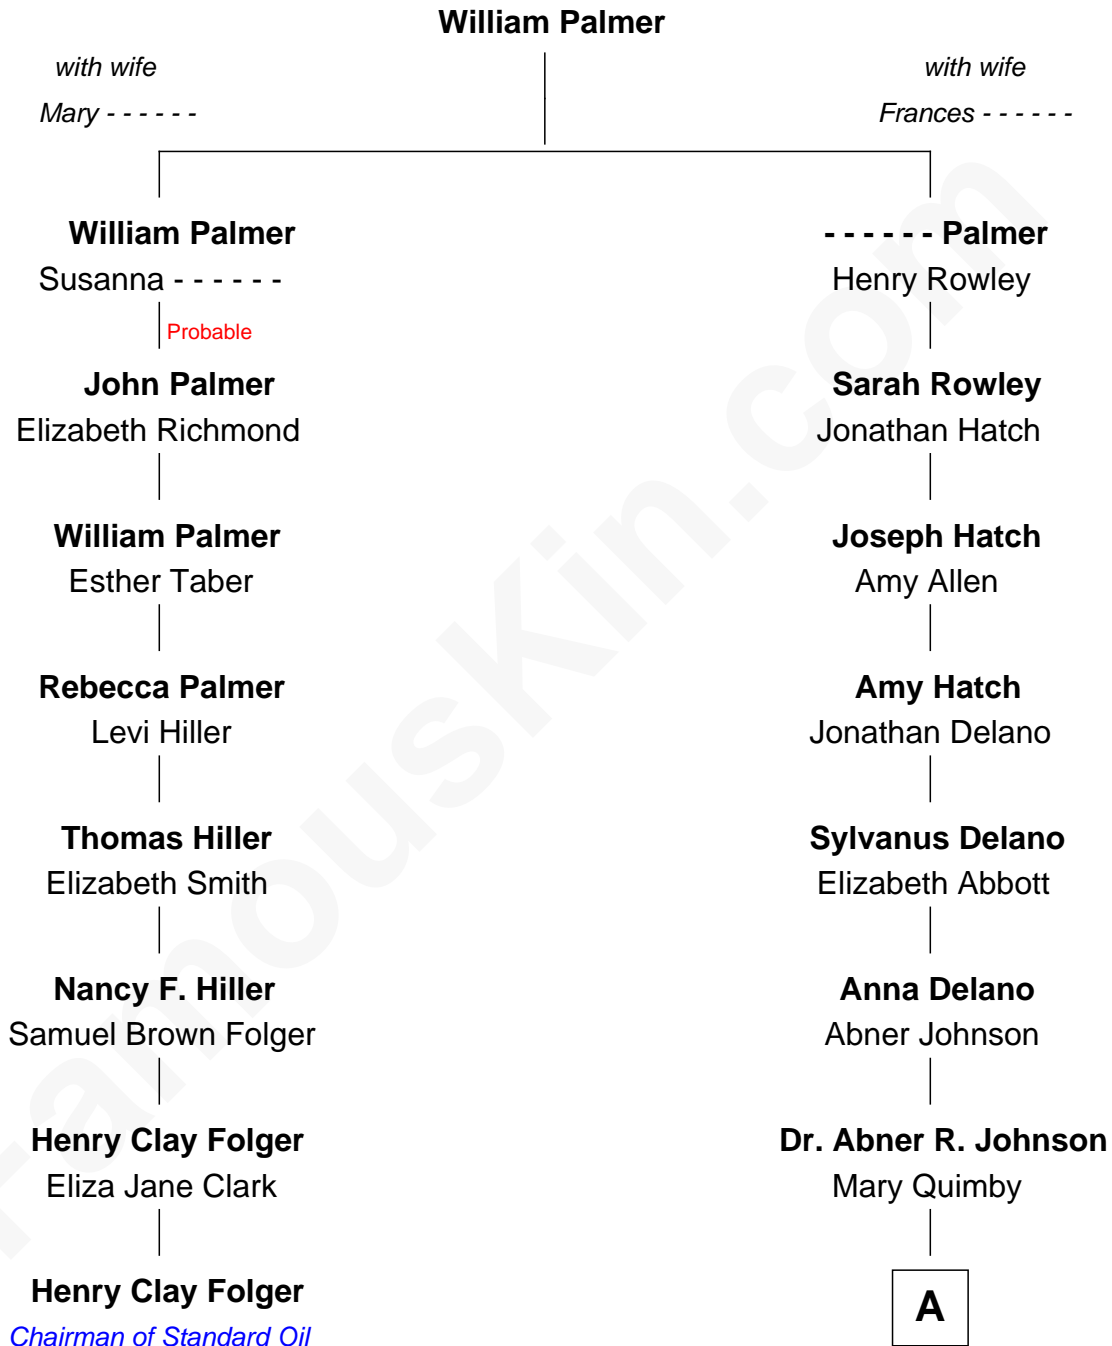 William Palmer
with wife
with wife
Mary - - - - - -
Frances - - - - - -
William Palmer
- - - - - - Palmer
Susanna - - - - - -
Henry Rowley
Probable
John Palmer
Sarah Rowley
Elizabeth Richmond
Jonathan Hatch
William Palmer
Joseph Hatch
Esther Taber
Amy Allen
Rebecca Palmer
Amy Hatch
Levi Hiller
Jonathan Delano
Thomas Hiller
Sylvanus Delano
Elizabeth Smith
Elizabeth Abbott
Nancy F. Hiller
Anna Delano
Samuel Brown Folger
Abner Johnson
Henry Clay Folger
Dr. Abner R. Johnson
Eliza Jane Clark
Mary Quimby
Henry Clay Folger
A
Chairman of Standard Oil
FamousKin.com